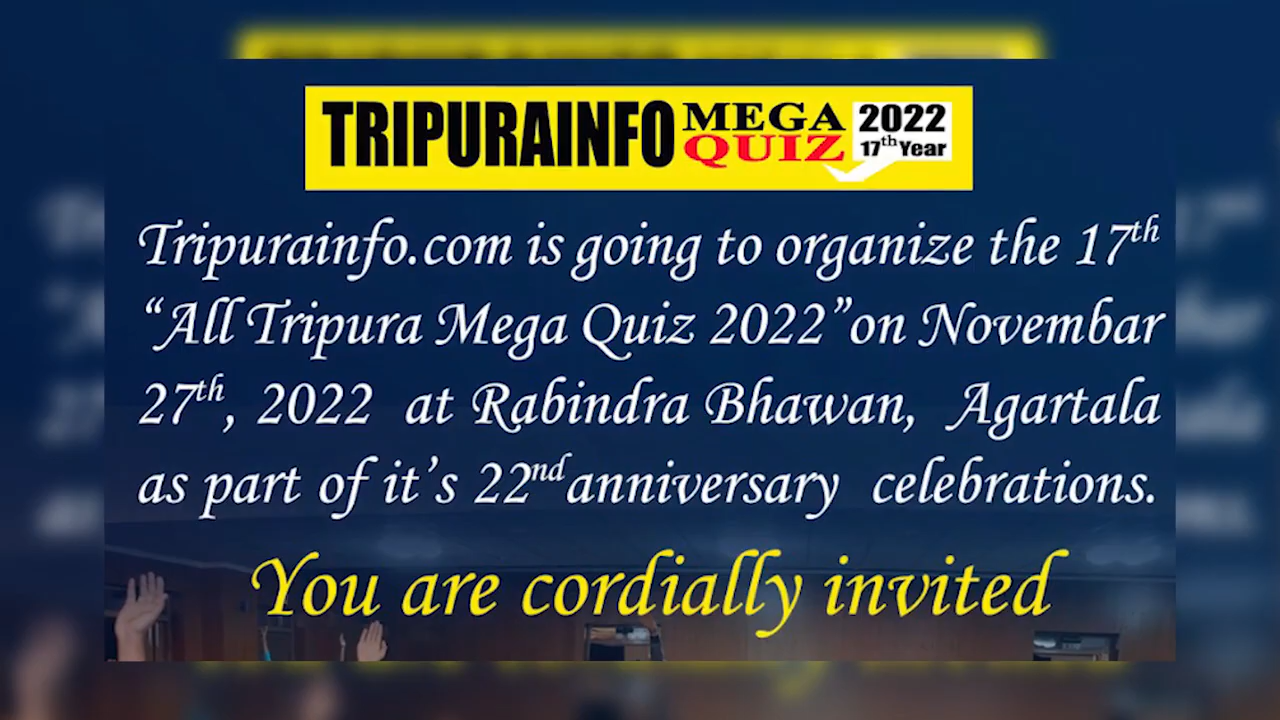 TRIPURAINFO MEGA QUIZ 2022 17th Year
Tripurainfo.com is going to organize the 17th
“All Tripura Mega Quiz 2022”on Novembar
27th, 2022 at Rabindra Bhawan, Agartala
as part of it’s 22nd anniversary celebrations.
You are cordially invited